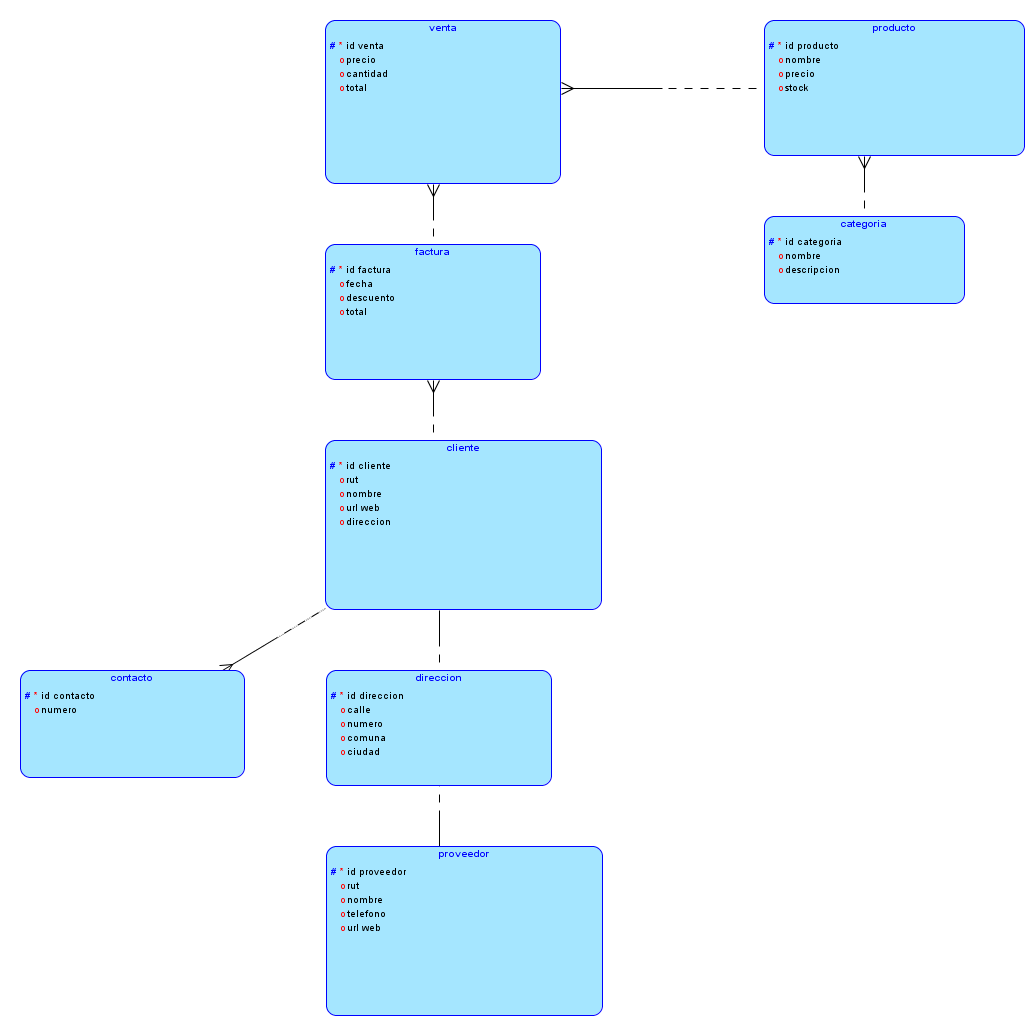 venta
# * id venta
o precio
o cantidad
o total
producto
# * id producto
o nombre
o precio
o stock
categoria
# * id categoria
o nombre
o descripcion
factura
# * id factura
o fecha
o descuento
o total
cliente
# * id cliente
o rut
o nombre
o url web
o direccion
contacto
# * id contacto
o numero
direccion
# * id direccion
o calle
o numero
o comuna
o ciudad
proveedor
# * id proveedor
o rut
o nombre
o telefono
o url web